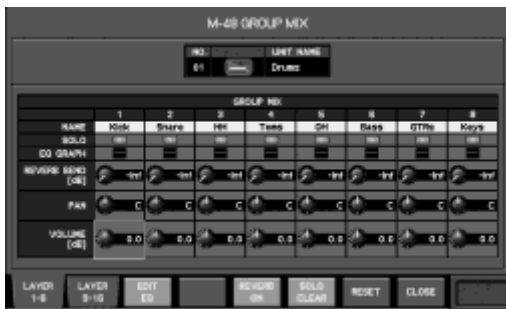 M-48 GROUP MIX
NO. UNIT NAME
01 Drums
GROUP MIX
1 2 3 4 5 6 7 8
NAME Kick Snare HH Toms OH Bass GTRs Keys
SOLO
EQ GRAPH
REVERB SEND [dB] -Inf -Inf -Inf -Inf -Inf -Inf -Inf -Inf
PAN C C C C C C C C
VOLUME [dB] 0.0 0.0 0.0 0.0 0.0 0.0 0.0 0.0
LAYER 1-8 LAYER 9-16 EDIT EQ REVERB ON SOLO CLEAR RESET CLOSE